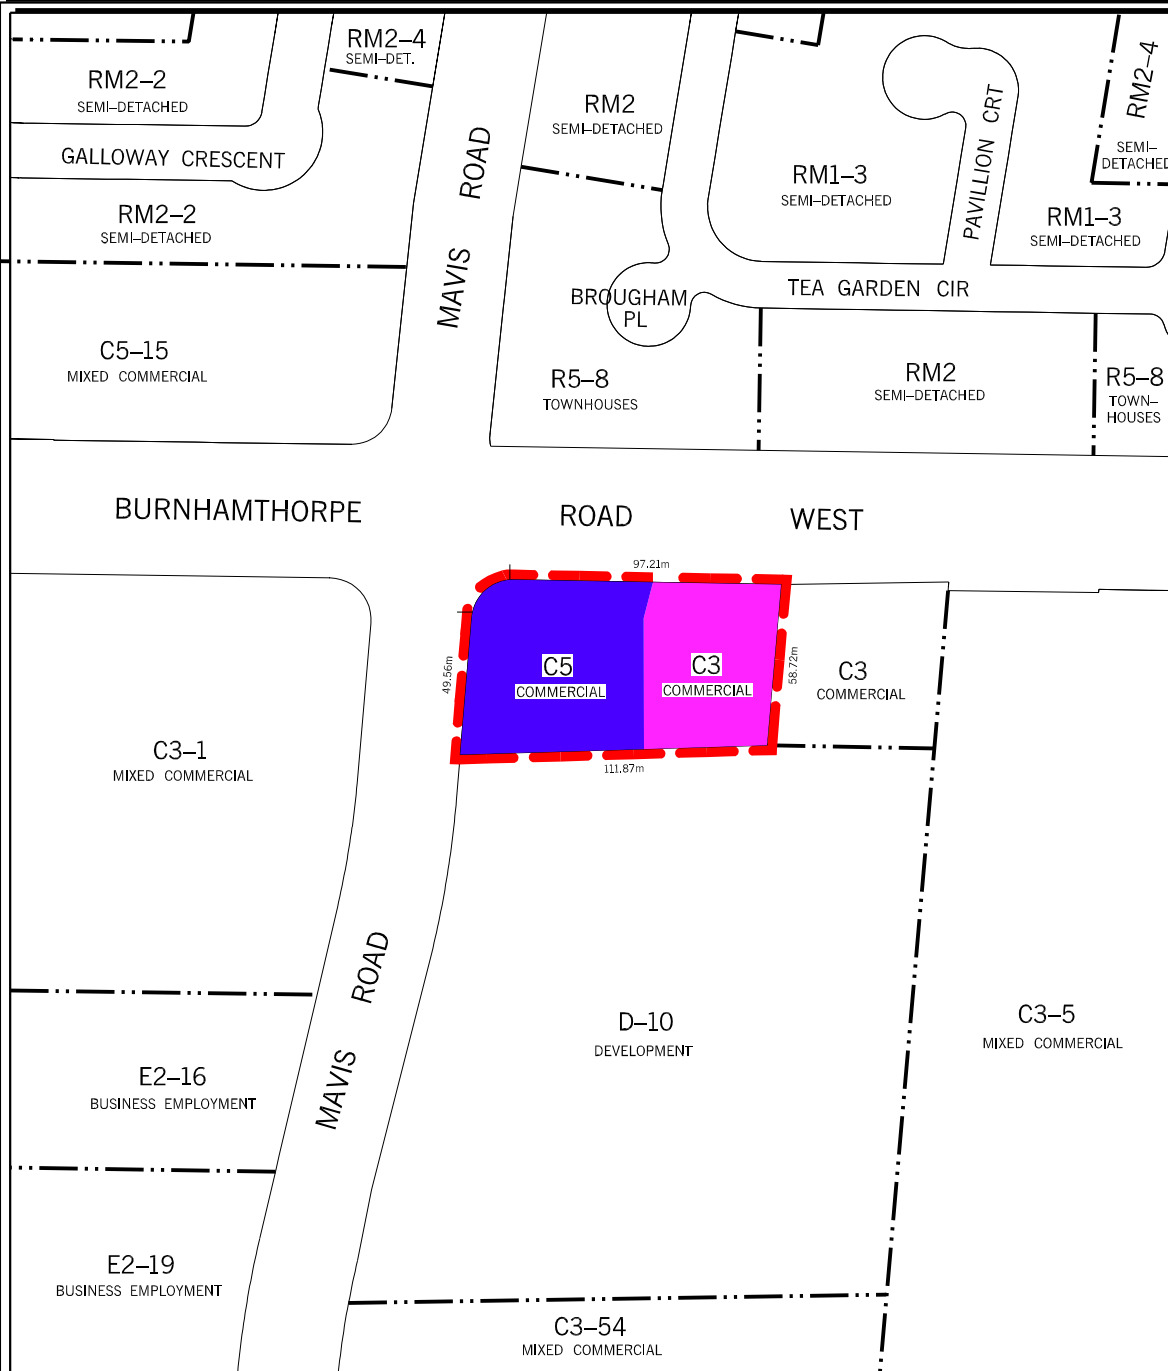 RM2–4
SEMI–DET.
RM2–2
SEMI–DETACHED
RM2
SEMI–DETACHED
RM2–4
SEMI–
DETACHED
GALLOWAY CRESCENT
MAVIS ROAD
RM1–3
SEMI–DETACHED
PAVILLION CRT
RM2–2
SEMI–DETACHED
RM1–3
SEMI–DETACHED
BROUGHAM
PL
TEA GARDEN CIR
C5–15
MIXED COMMERCIAL
R5–8
TOWNHOUSES
RM2
SEMI–DETACHED
R5–8
TOWN–
HOUSES
BURNHAMTHORPE ROAD WEST
97.21m
49.56m
C5
COMMERCIAL
C3
COMMERCIAL
58.72m
C3
COMMERCIAL
111.87m
C3–1
MIXED COMMERCIAL
MAVIS ROAD
D–10
DEVELOPMENT
C3–5
MIXED COMMERCIAL
E2–16
BUSINESS EMPLOYMENT
E2–19
BUSINESS EMPLOYMENT
C3–54
MIXED COMMERCIAL